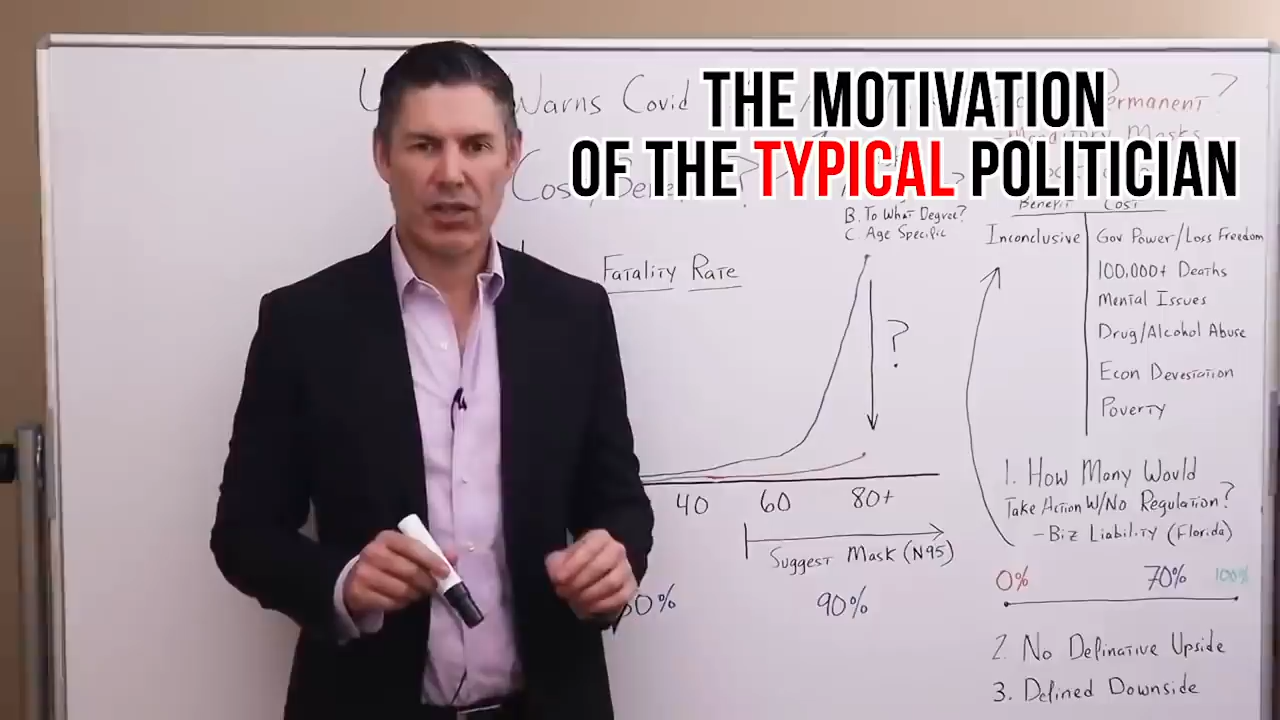 THE MOTIVATION
OF THE TYPICAL POLITICIAN
Warns Covid
?
Cost
?
B. To What Degree?
C. Age Specific
Fatality Rate
?
40 60 80+
Suggest Mask (N95)
90%
Benefit Cost
Inconclusive
Gov Power/Loss Freedom
100,000+ Deaths
Mental Issues
Drug/Alcohol Abuse
Econ Devestation
Poverty
1. How Many Would
Take Action W/No Regulation?
- Biz Liability (Florida)
0% 70% 100%
2. No Definative Upside
3. Defined Downside